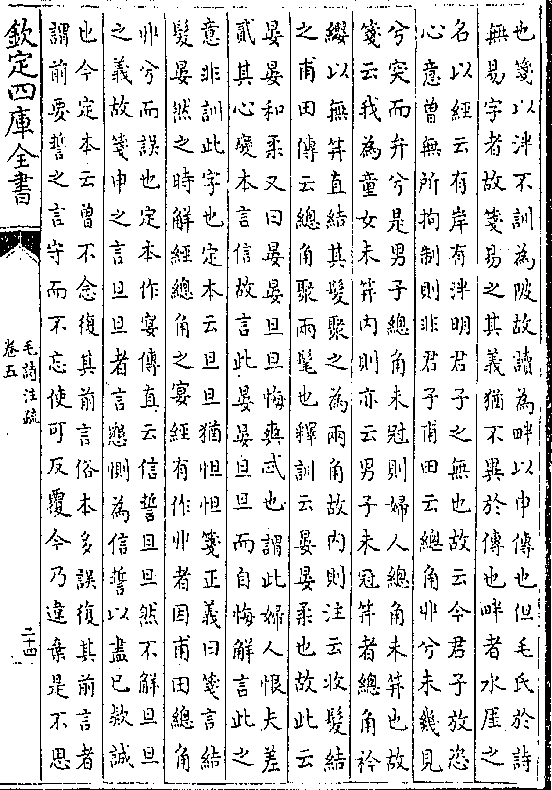 也箋以泮不訓為陂故讀為畔以申傳也但毛氏於詩
無易字者故箋易之其義猶不異於傳也畔者水厓之
名以經云有岸有泮明君子之無也故云今君子放恣
心意曾無所拘制則非君子甫田云總角丱兮未幾見
兮突而弁兮是男子總角未冠則婦人總角未笄也故
箋云我為童女未笄内則亦云男子未冠笄者總角衿
纓以無笄直結其髮聚之為兩角故内則注云收髮結
之甫田傳云總角聚兩髦也釋訓云晏晏柔也故此云
晏晏和柔又曰晏晏旦旦悔爽忒也謂此婦人恨夫差
貳其心變本言信故言此晏晏旦旦而自悔解言此之
意非訓此字也定本云旦旦猶怛怛箋正義曰箋言結
髮晏然之時解經總角之宴經有作丱者因甫田總角
丱兮而誤也定本作宴傳直云信誓旦旦然不解旦旦
之義故箋申之言旦旦者言懇惻為信誓以盡已欵誠
也今定本云曾不念復其前言俗本多誤復其前言者
謂前要誓之言守而不忘使可反覆今乃違棄是不思
欽定四庫全書
毛詩注疏
卷五
二十四